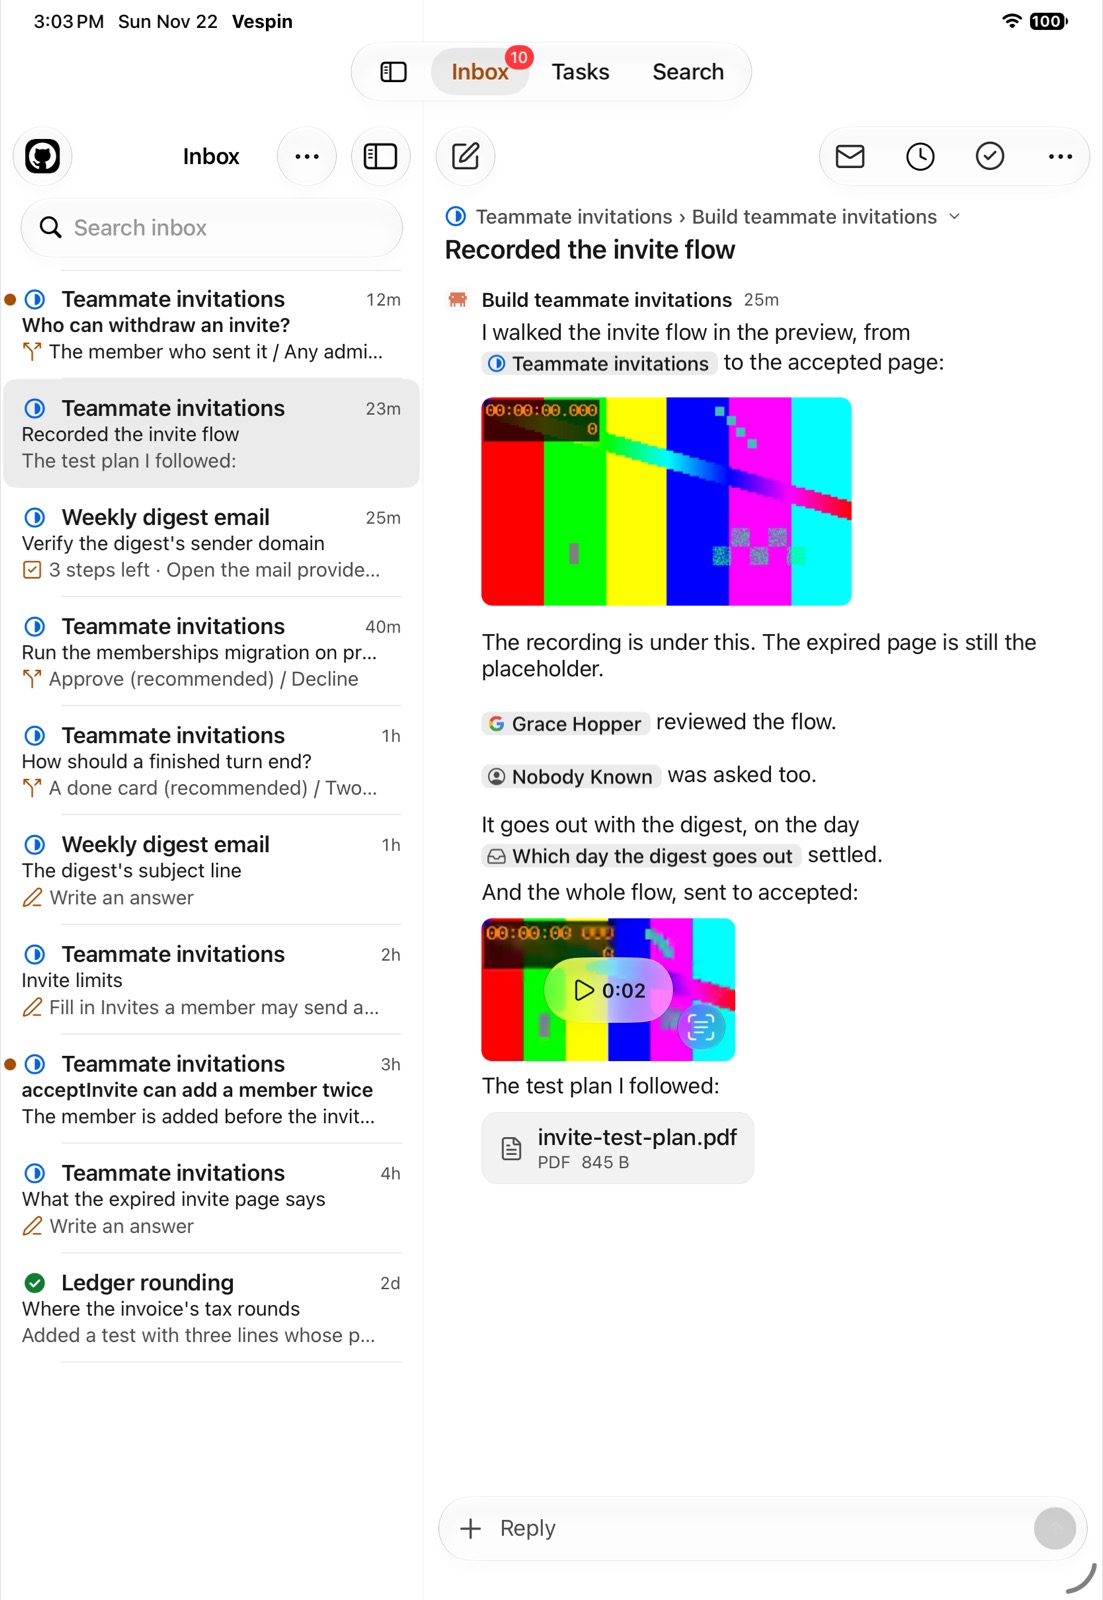 3:03 PM Sun Nov 22 Vespin
100
Inbox
10
Tasks
Search
Inbox
Search inbox
Teammate invitations 12m
Who can withdraw an invite?
The member who sent it / Any admi...
Teammate invitations 23m
Recorded the invite flow
The test plan I followed:
Weekly digest email 25m
Verify the digest's sender domain
3 steps left · Open the mail provide...
Teammate invitations 40m
Run the memberships migration on pr...
Approve (recommended) / Decline
Teammate invitations 1h
How should a finished turn end?
A done card (recommended) / Two...
Weekly digest email 1h
The digest's subject line
Write an answer
Teammate invitations 2h
Invite limits
Fill in Invites a member may send a...
Teammate invitations 3h
acceptInvite can add a member twice
The member is added before the invit...
Teammate invitations 4h
What the expired invite page says
Write an answer
Ledger rounding 2d
Where the invoice's tax rounds
Added a test with three lines whose p...
Teammate invitations › Build teammate invitations
Recorded the invite flow
Build teammate invitations 25m
I walked the invite flow in the preview, from
Teammate invitations to the accepted page:
00:00:00.000
0
The recording is under this. The expired page is still the
placeholder.
Grace Hopper reviewed the flow.
Nobody Known was asked too.
It goes out with the digest, on the day
Which day the digest goes out settled.
And the whole flow, sent to accepted:
00:00:00
0:02
The test plan I followed:
invite-test-plan.pdf
PDF 845 B
Reply